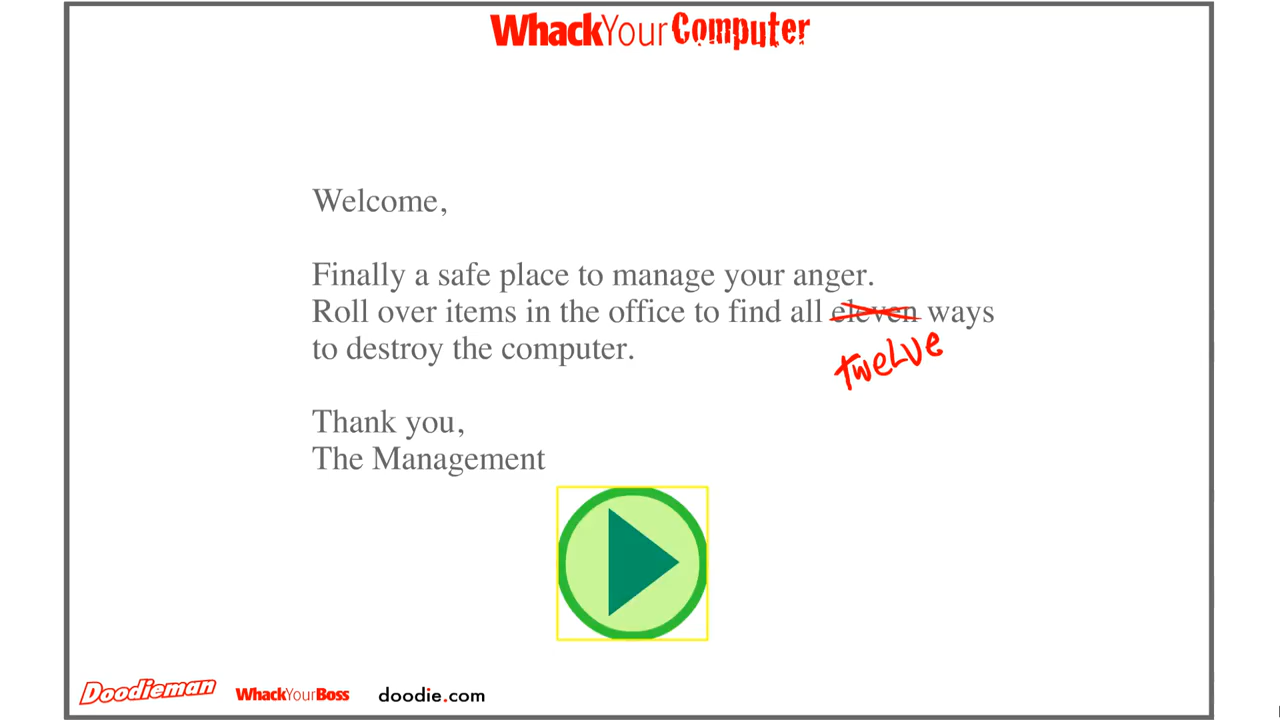 WhackYourComputer
Welcome,
Finally a safe place to manage your anger.
Roll over items in the office to find all eleven ways
twelve
to destroy the computer.
Thank you,
The Management
Doodieman
WhackYourBoss
doodie.com